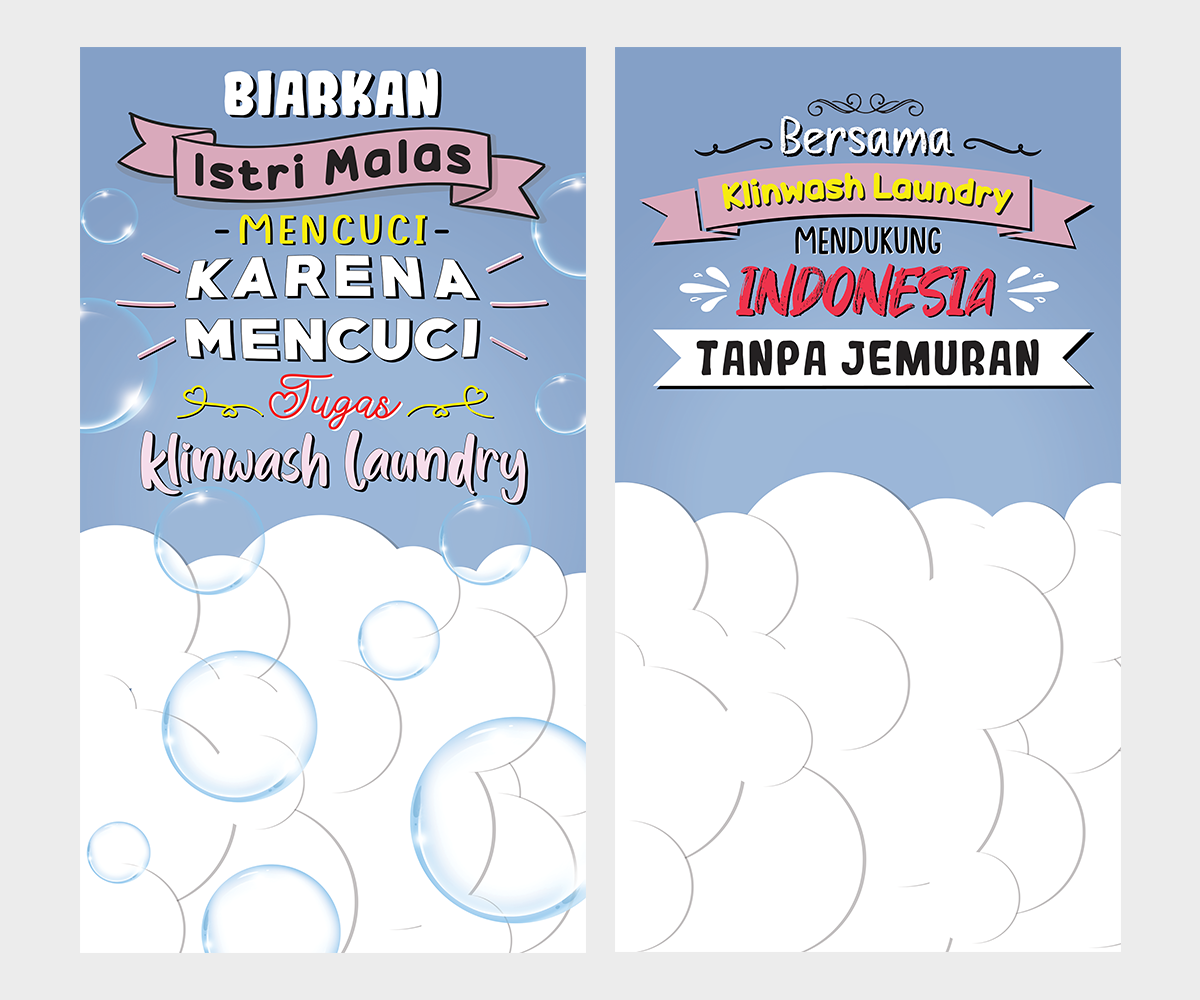 BIARKAN
Istri Malas
-MENCUCI-
KARENA
MENCUCI
Tugas
klinwash laundry
Bersama
Klinwash Laundry
MENDUKUNG
INDONESIA
TANPA JEMURAN